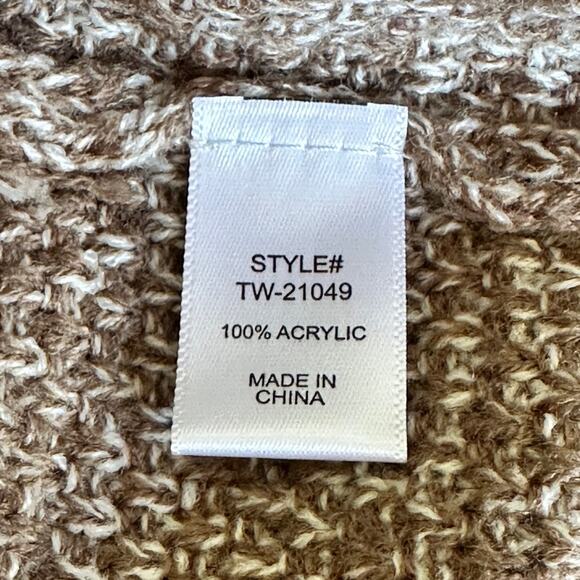 STYLE#
TW-21049
100% ACRYLIC
MADE IN
CHINA